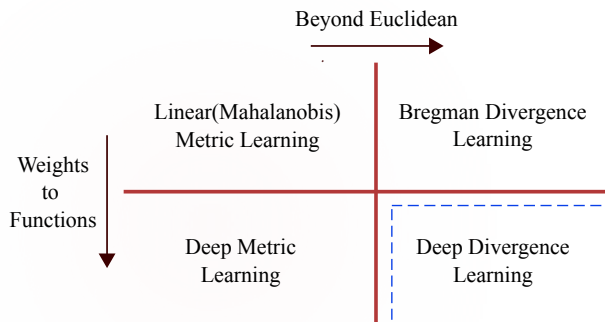 Beyond Euclidean
Linear(Mahalanobis)
Metric Learning
Bregman Divergence
Learning
Weights
to
Functions
Deep Metric
Learning
Deep Divergence
Learning